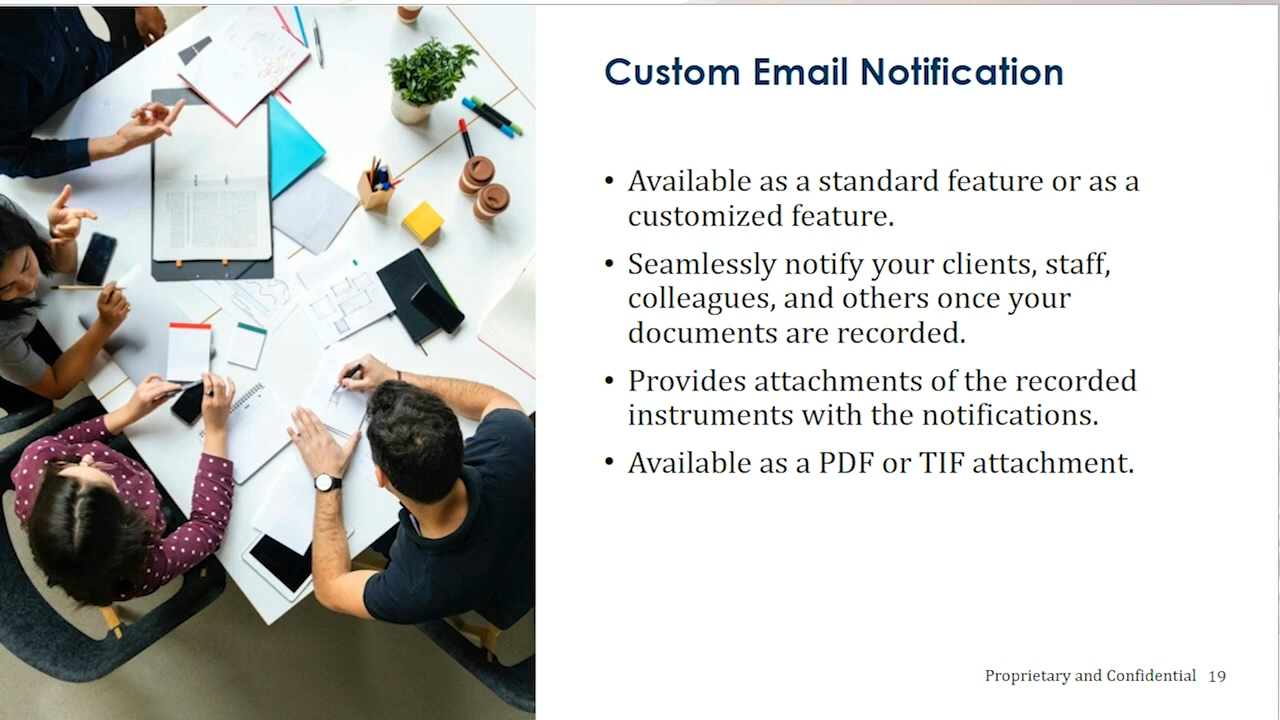 Custom Email Notification
• Available as a standard feature or as a
customized feature.
• Seamlessly notify your clients, staff,
colleagues, and others once your
documents are recorded.
• Provides attachments of the recorded
instruments with the notifications.
• Available as a PDF or TIF attachment.
Proprietary and Confidential 19